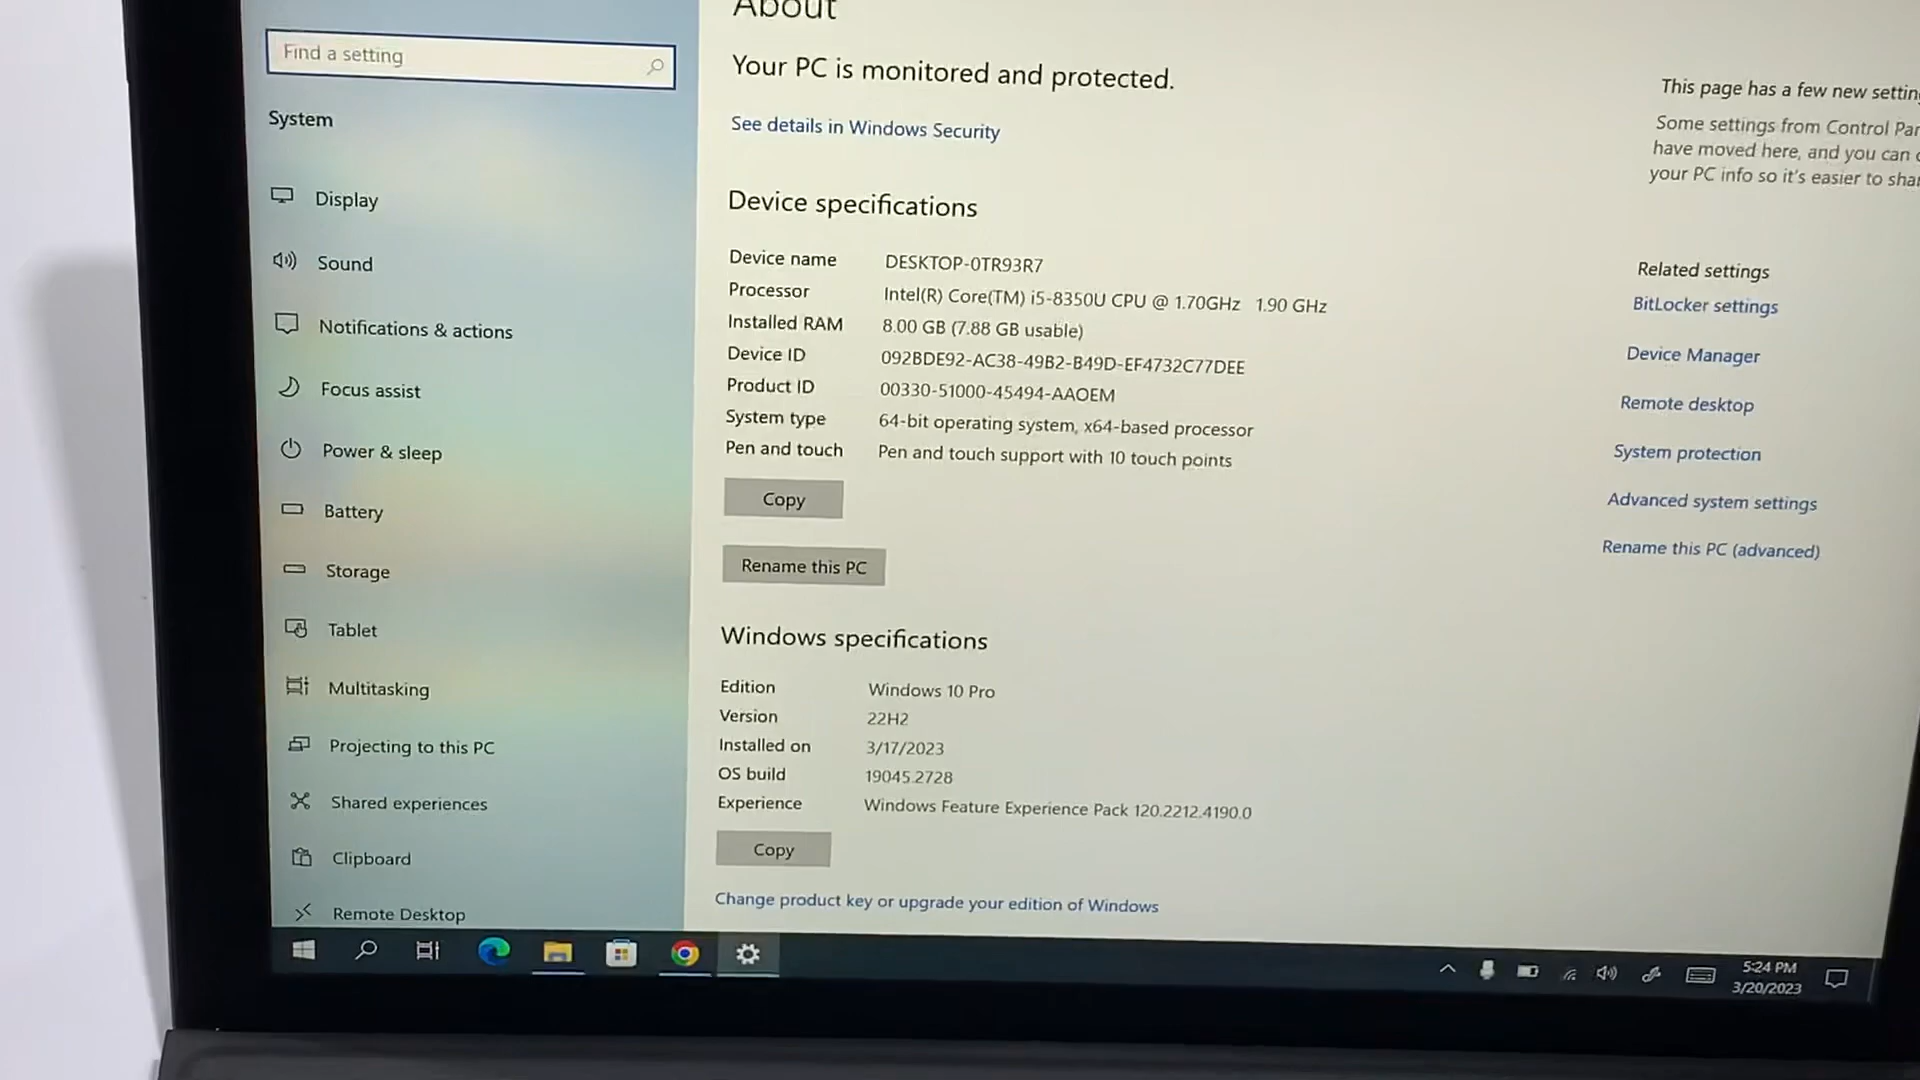 About
Find a setting
System
Display
Sound
Notifications & actions
Focus assist
Power & sleep
Battery
Storage
Tablet
Multitasking
Projecting to this PC
Shared experiences
Clipboard
Remote Desktop
Your PC is monitored and protected.
See details in Windows Security
Device specifications
Device name DESKTOP-0TR93R7
Processor Intel(R) Core(TM) i5-8350U CPU @ 1.70GHz 1.90 GHz
Installed RAM 8.00 GB (7.88 GB usable)
Device ID 092BDE92-AC38-49B2-B49D-EF4732C77DEE
Product ID 00330-51000-45494-AAOEM
System type 64-bit operating system, x64-based processor
Pen and touch Pen and touch support with 10 touch points
Copy
Rename this PC
Windows specifications
Edition Windows 10 Pro
Version 22H2
Installed on 3/17/2023
OS build 19045.2728
Experience Windows Feature Experience Pack 120.2212.4190.0
Copy
Change product key or upgrade your edition of Windows
This page has a few new settin
Some settings from Control Pan
have moved here, and you can
your PC info so it's easier to shar
Related settings
BitLocker settings
Device Manager
Remote desktop
System protection
Advanced system settings
Rename this PC (advanced)
5:24 PM
3/20/2023